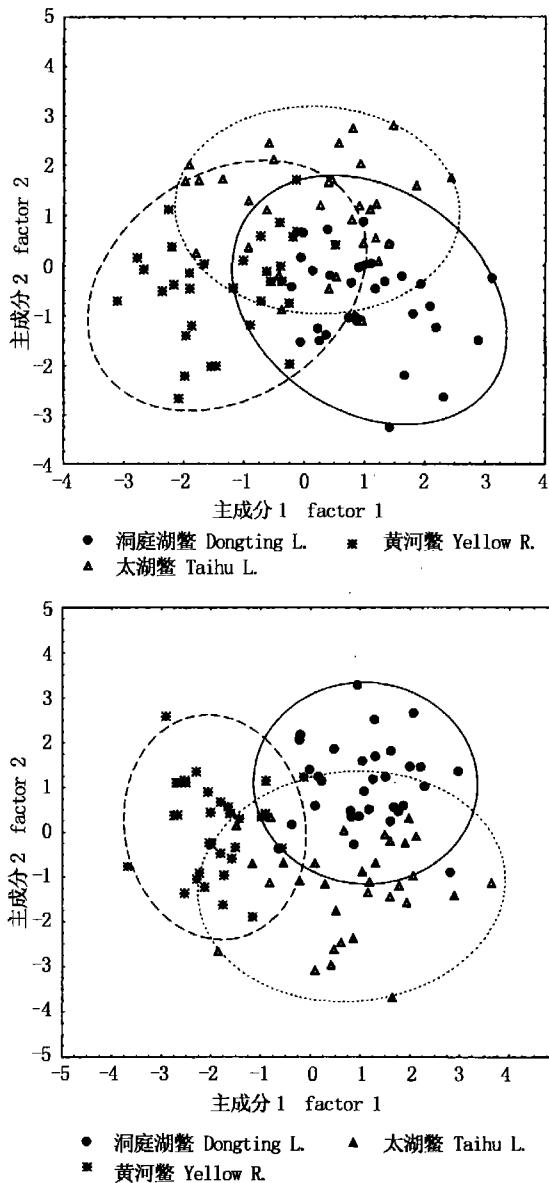 5
4
3
2
1
0
-1
-2
-3
-4
主成分 2 factor 2
-4 -3 -2 -1 0 1 2 3 4
主成分 1 factor 1
● 洞庭湖鳖 Dongting L. ✱ 黄河鳖 Yellow R.
△ 太湖鳖 Taihu L.
5
4
3
2
1
0
-1
-2
-3
-4
-5
主成分 2 factor 2
-5 -4 -3 -2 -1 0 1 2 3 4
主成分 1 factor 1
● 洞庭湖鳖 Dongting L. ▲ 太湖鳖 Taihu L.
✱ 黄河鳖 Yellow R.